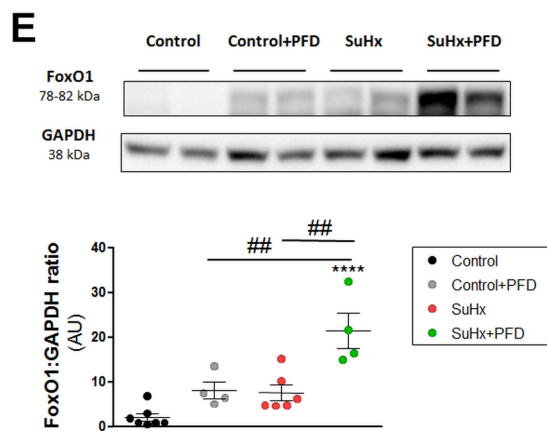 E
Control Control+PFD SuHx SuHx+PFD
FoxO1
78-82 kDa
GAPDH
38 kDa
##
##
****
40
30
20
10
0
FoxO1:GAPDH ratio
(AU)
Control
Control+PFD
SuHx
SuHx+PFD